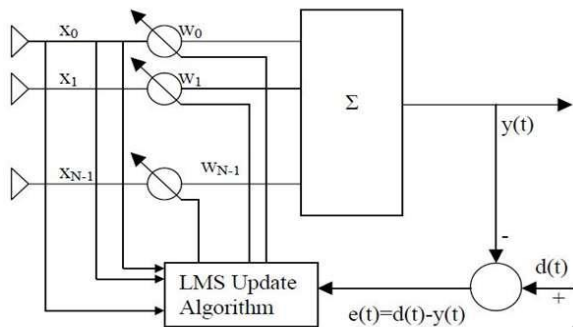 x0 w0
x1 w1
Σ
y(t)
xN-1 wN-1
-
d(t)
+
LMS Update
Algorithm
e(t)=d(t)-y(t)